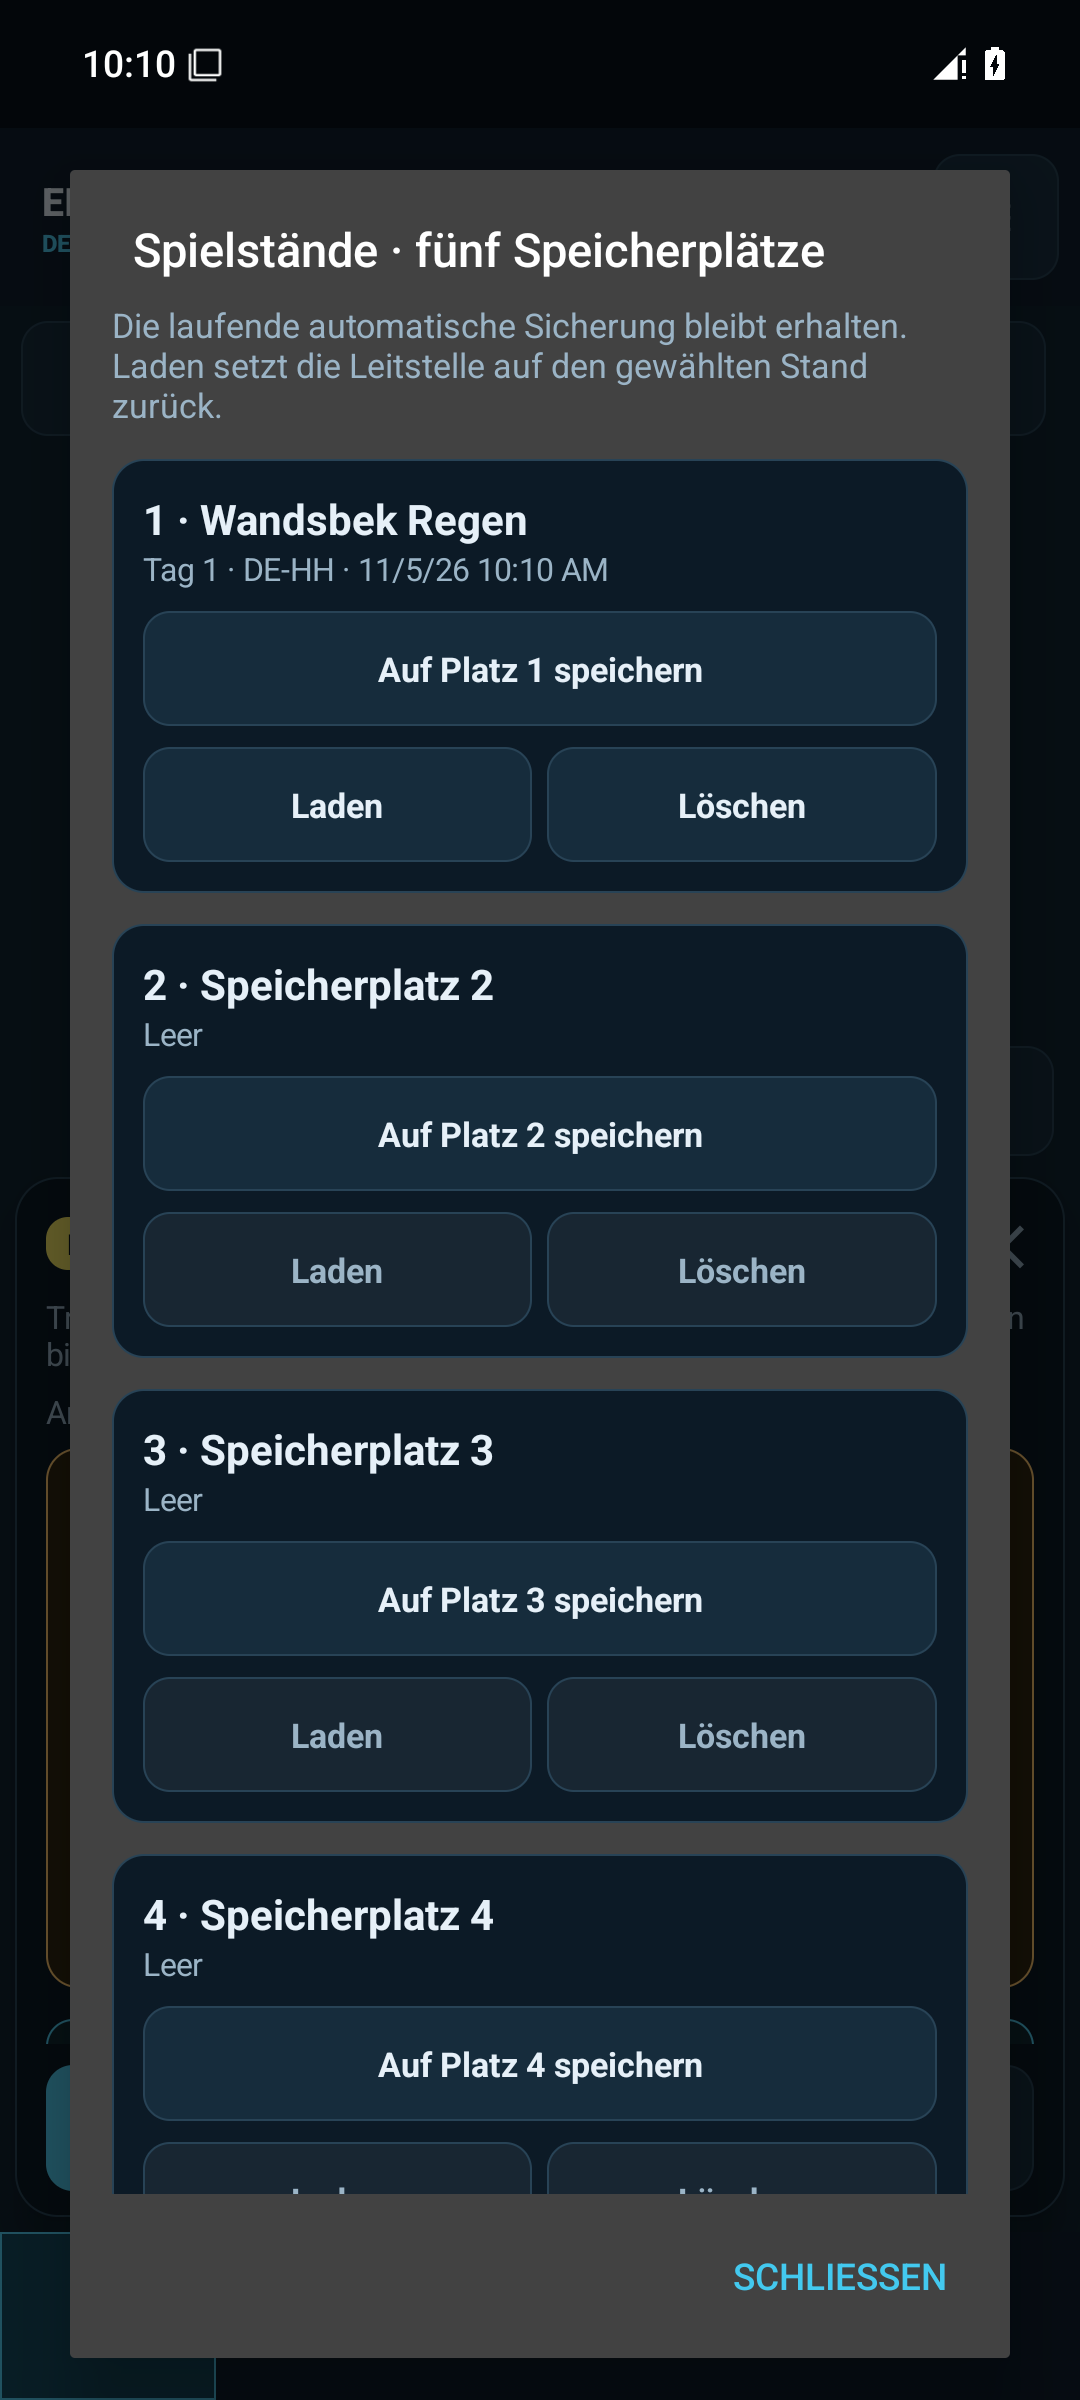 10:10
Spielstände · fünf Speicherplätze
Die laufende automatische Sicherung bleibt erhalten.
Laden setzt die Leitstelle auf den gewählten Stand
zurück.
1 · Wandsbek Regen
Tag 1 · DE-HH · 11/5/26 10:10 AM
Auf Platz 1 speichern
Laden
Löschen
2 · Speicherplatz 2
Leer
Auf Platz 2 speichern
Laden
Löschen
3 · Speicherplatz 3
Leer
Auf Platz 3 speichern
Laden
Löschen
4 · Speicherplatz 4
Leer
Auf Platz 4 speichern
SCHLIESSEN